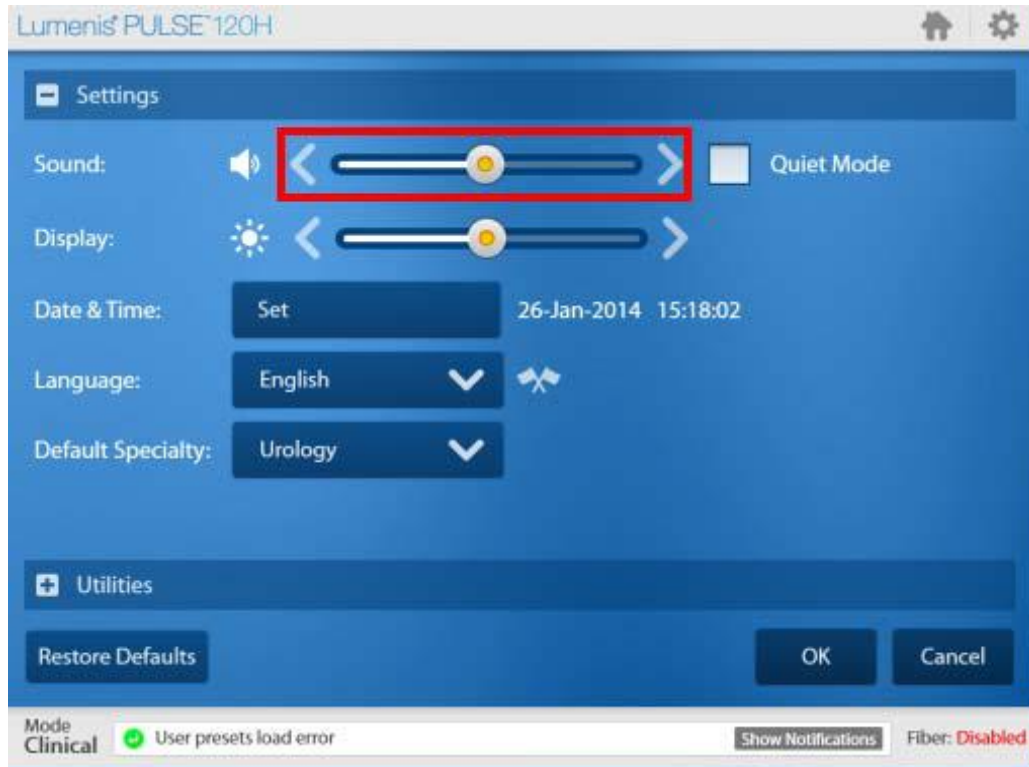 Lumenis® PULSE™ 120H
Settings
Sound: Quiet Mode
Display:
Date & Time: Set 26-Jan-2014 15:18:02
Language: English
Default Specialty: Urology
Utilities
Restore Defaults OK Cancel
Mode
Clinical User presets load error Show Notifications Fiber: Disabled